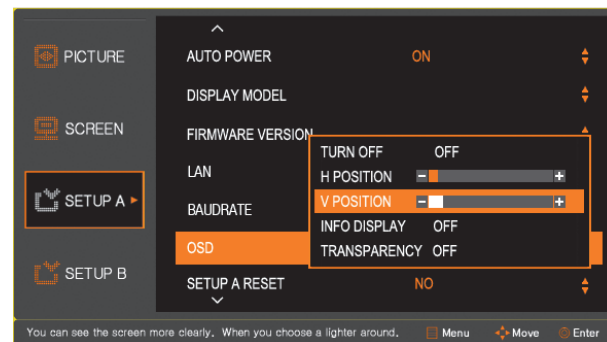 PICTURE
SCREEN
SETUP A
SETUP B
AUTO POWER ON
DISPLAY MODEL
FIRMWARE VERSION
LAN
BAUDRATE
OSD
SETUP A RESET NO
TURN OFF OFF
H POSITION
V POSITION
INFO DISPLAY OFF
TRANSPARENCY OFF
You can see the screen more clearly. When you choose a lighter around. Menu Move Enter